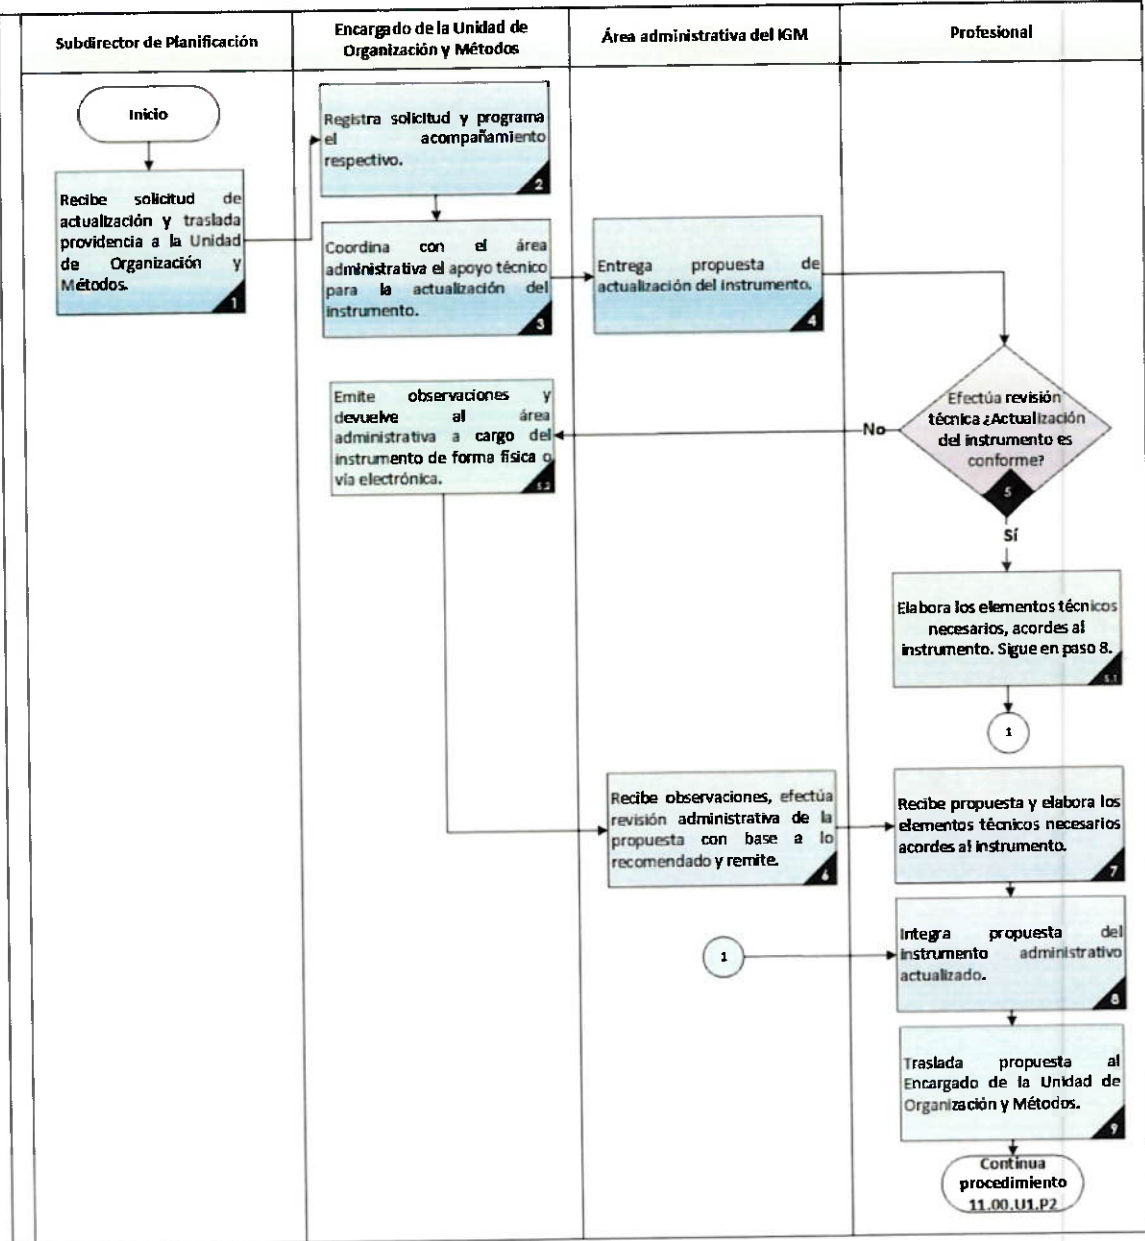 Subdirector de Planificación
Encargado de la Unidad de
Organización y Métodos
Área administrativa del IGM
Profesional
Inicio
Recibe solicitud de
actualización y traslada
providencia a la Unidad
de Organización y
Métodos.
1
Registra solicitud y programa
el acompañamiento
respectivo.
2
Coordina con el área
administrativa el apoyo técnico
para la actualización del
instrumento.
3
Entrega propuesta de
actualización del instrumento.
4
Efectúa revisión
técnica ¿Actualización
del instrumento es
conforme?
5
No
Sí
Emite observaciones y
devuelve al área
administrativa a cargo del
instrumento de forma física o
vía electrónica.
5.2
Elabora los elementos técnicos
necesarios, acordes al
instrumento. Sigue en paso 8.
5.1
1
Recibe observaciones, efectúa
revisión administrativa de la
propuesta con base a lo
recomendado y remite.
6
Recibe propuesta y elabora los
elementos técnicos necesarios
acordes al instrumento.
7
1
Integra propuesta del
instrumento administrativo
actualizado.
8
Traslada propuesta al
Encargado de la Unidad de
Organización y Métodos.
9
Continua
procedimiento
11.00.U1.P2